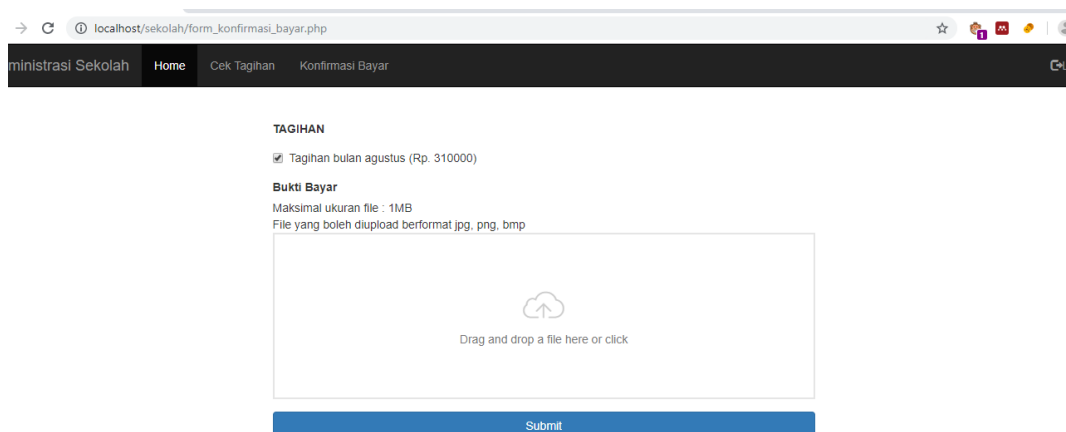 localhost/sekolah/form_konfirmasi_bayar.php
1
ministrasi Sekolah Home Cek Tagihan Konfirmasi Bayar
TAGIHAN
Tagihan bulan agustus (Rp. 310000)
Bukti Bayar
Maksimal ukuran file : 1MB
File yang boleh diupload berformat jpg, png, bmp
Drag and drop a file here or click
Submit